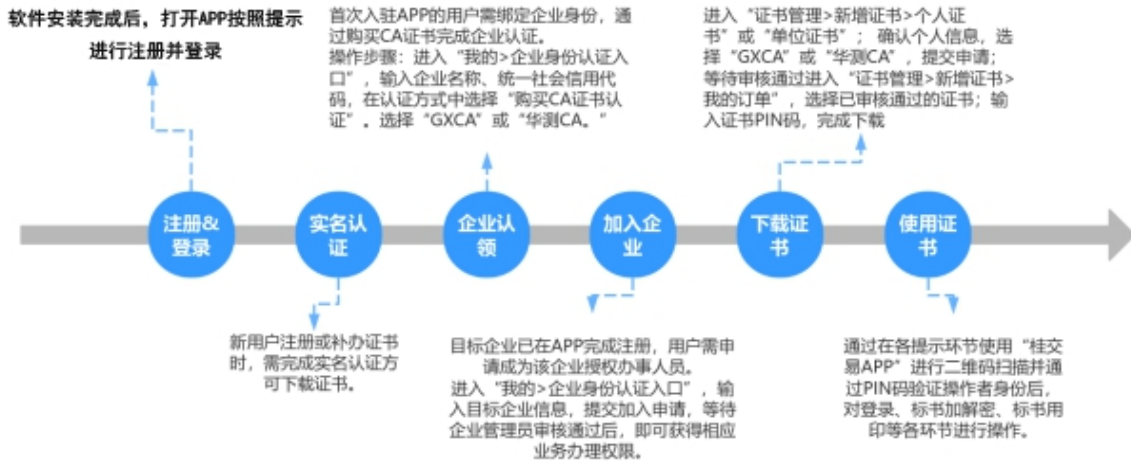 软件安装完成后，打开APP按照提示
进行注册并登录
首次入驻APP的用户需绑定企业身份，通
过购买CA证书完成企业认证。
操作步骤：进入“我的>企业身份认证入
口”，输入企业名称、统一社会信用代
码，在认证方式中选择“购买CA证书认
证”。选择“GXCA”或“华测CA。”
进入“证书管理>新增证书>个人证
书”或“单位证书”； 确认个人信息，选
择“GXCA”或“华测CA”，提交申请；
等待审核通过进入“证书管理>新增证书>
我的订单”，选择已审核通过的证书；输
入证书PIN码，完成下载
注册&
登录
实名认
证
企业认
领
加入企
业
下载证
书
使用证
书
新用户注册或补办证书
时，需完成实名认证方
可下载证书。
目标企业已在APP完成注册，用户需申
请成为该企业授权办事人员。
进入“我的>企业身份认证入口”，输
入目标企业信息，提交加入申请，等待
企业管理员审核通过后，即可获得相应
业务办理权限。
通过在各提示环节使用“桂交
易APP”进行二维码扫描并通
过PIN码验证操作者身份后，
对登录、标书加解密、标书用
印等各环节进行操作。